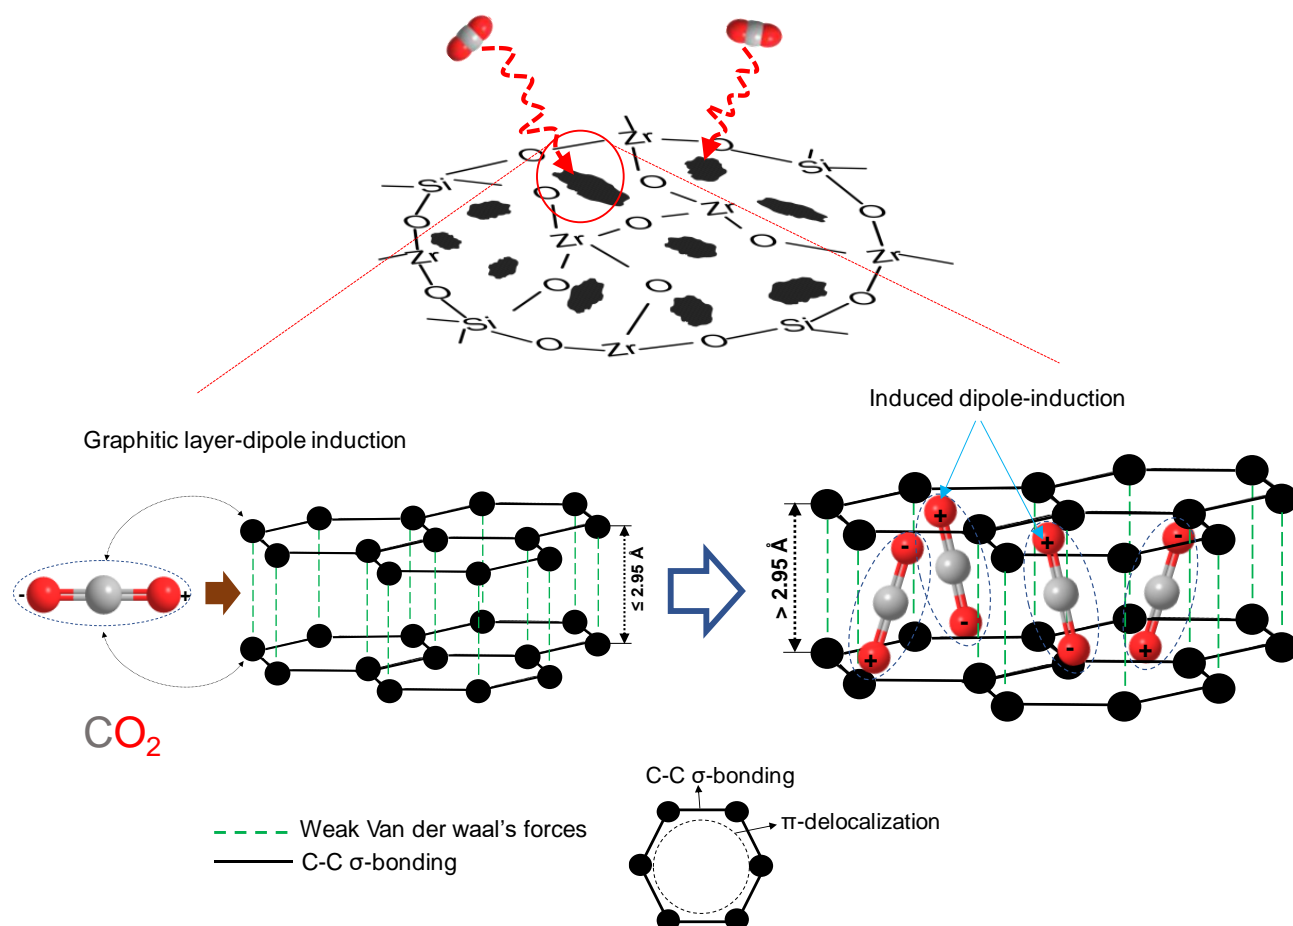 Zr
O
O
Si
Si
O
O
Zr
O
O
O
Zr
O
Zr
Zr
O
O
O
O
Si
Si
O
O
Zr
Induced dipole-induction
Graphitic layer-dipole induction
≤ 2.95 Å
> 2.95 Å
- +
+
-
+
-
+
-
-
+
CO2
C-C σ-bonding
π-delocalization
Weak Van der waal's forces
C-C σ-bonding